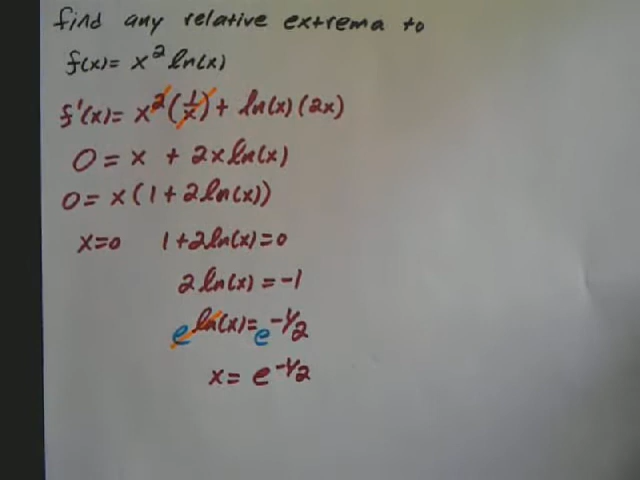 find any relative extrema to
f(x)= x² ln(x)
f'(x)= x²(1/x) + ln(x)(2x)
0 = x + 2x ln(x)
0 = x(1+2ln(x))
x=0 1+2ln(x)=0
2 ln(x) = -1
e^ln(x) = e^-1/2
x= e^-1/2